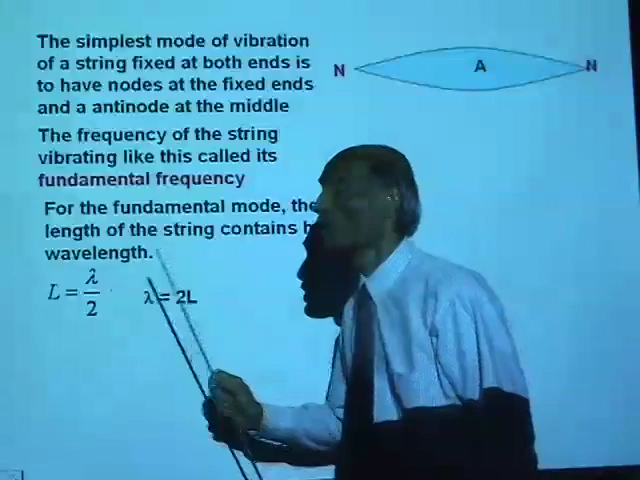 The simplest mode of vibration
of a string fixed at both ends is
to have nodes at the fixed ends
and a antinode at the middle
N A N
The frequency of the string
vibrating like this called its
fundamental frequency
For the fundamental mode, the
length of the string contains
wavelength.
L = λ/2 λ = 2L